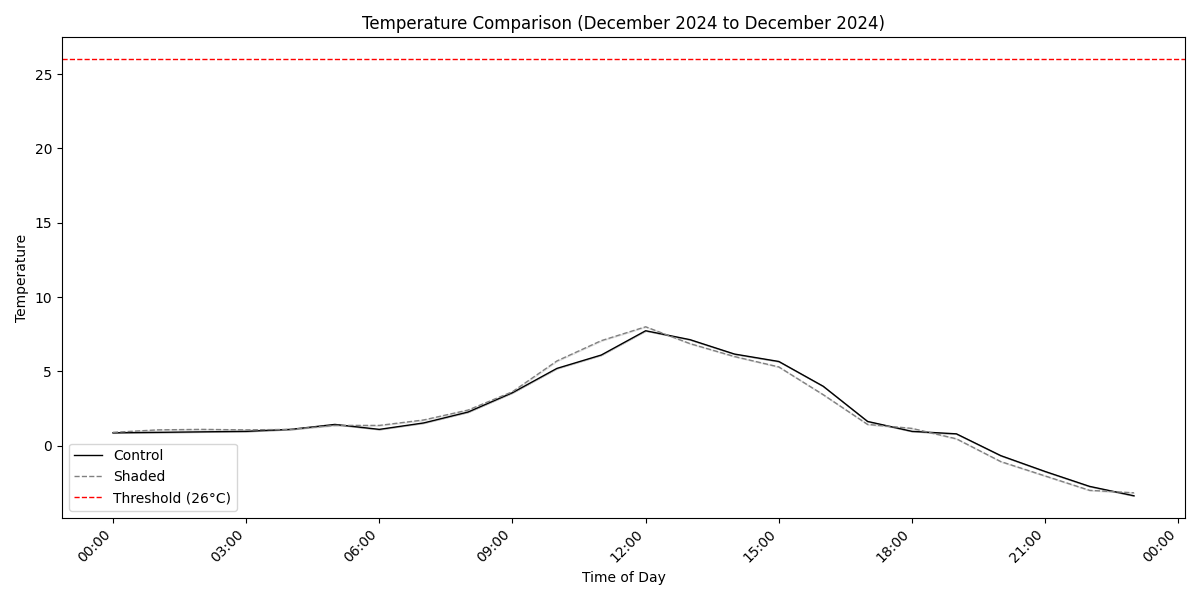 Temperature Comparison (December 2024 to December 2024)
Temperature
25
20
15
10
5
0
Control
Shaded
Threshold (26°C)
00:00
03:00
06:00
09:00
12:00
15:00
18:00
21:00
00:00
Time of Day